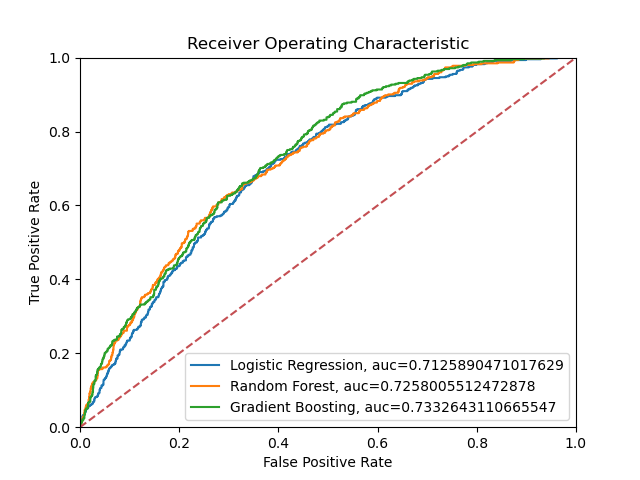 Receiver Operating Characteristic
1.0
0.8
0.6
0.4
0.2
0.0
True Positive Rate
Logistic Regression, auc=0.7125890471017629
Random Forest, auc=0.7258005512472878
Gradient Boosting, auc=0.7332643110665547
0.0 0.2 0.4 0.6 0.8 1.0
False Positive Rate